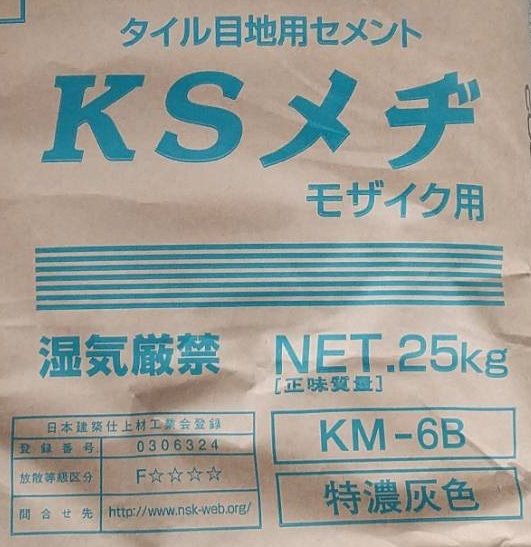 タイル目地用セメント
KSメヂ
モザイク用
湿気厳禁
NET.25kg
[正味質量]
日本建築仕上材工業会登録
登録番号 0306324
放散等級区分 F☆☆☆☆
問合せ先 http://www.nsk-web.org/
KM-6B
特濃灰色